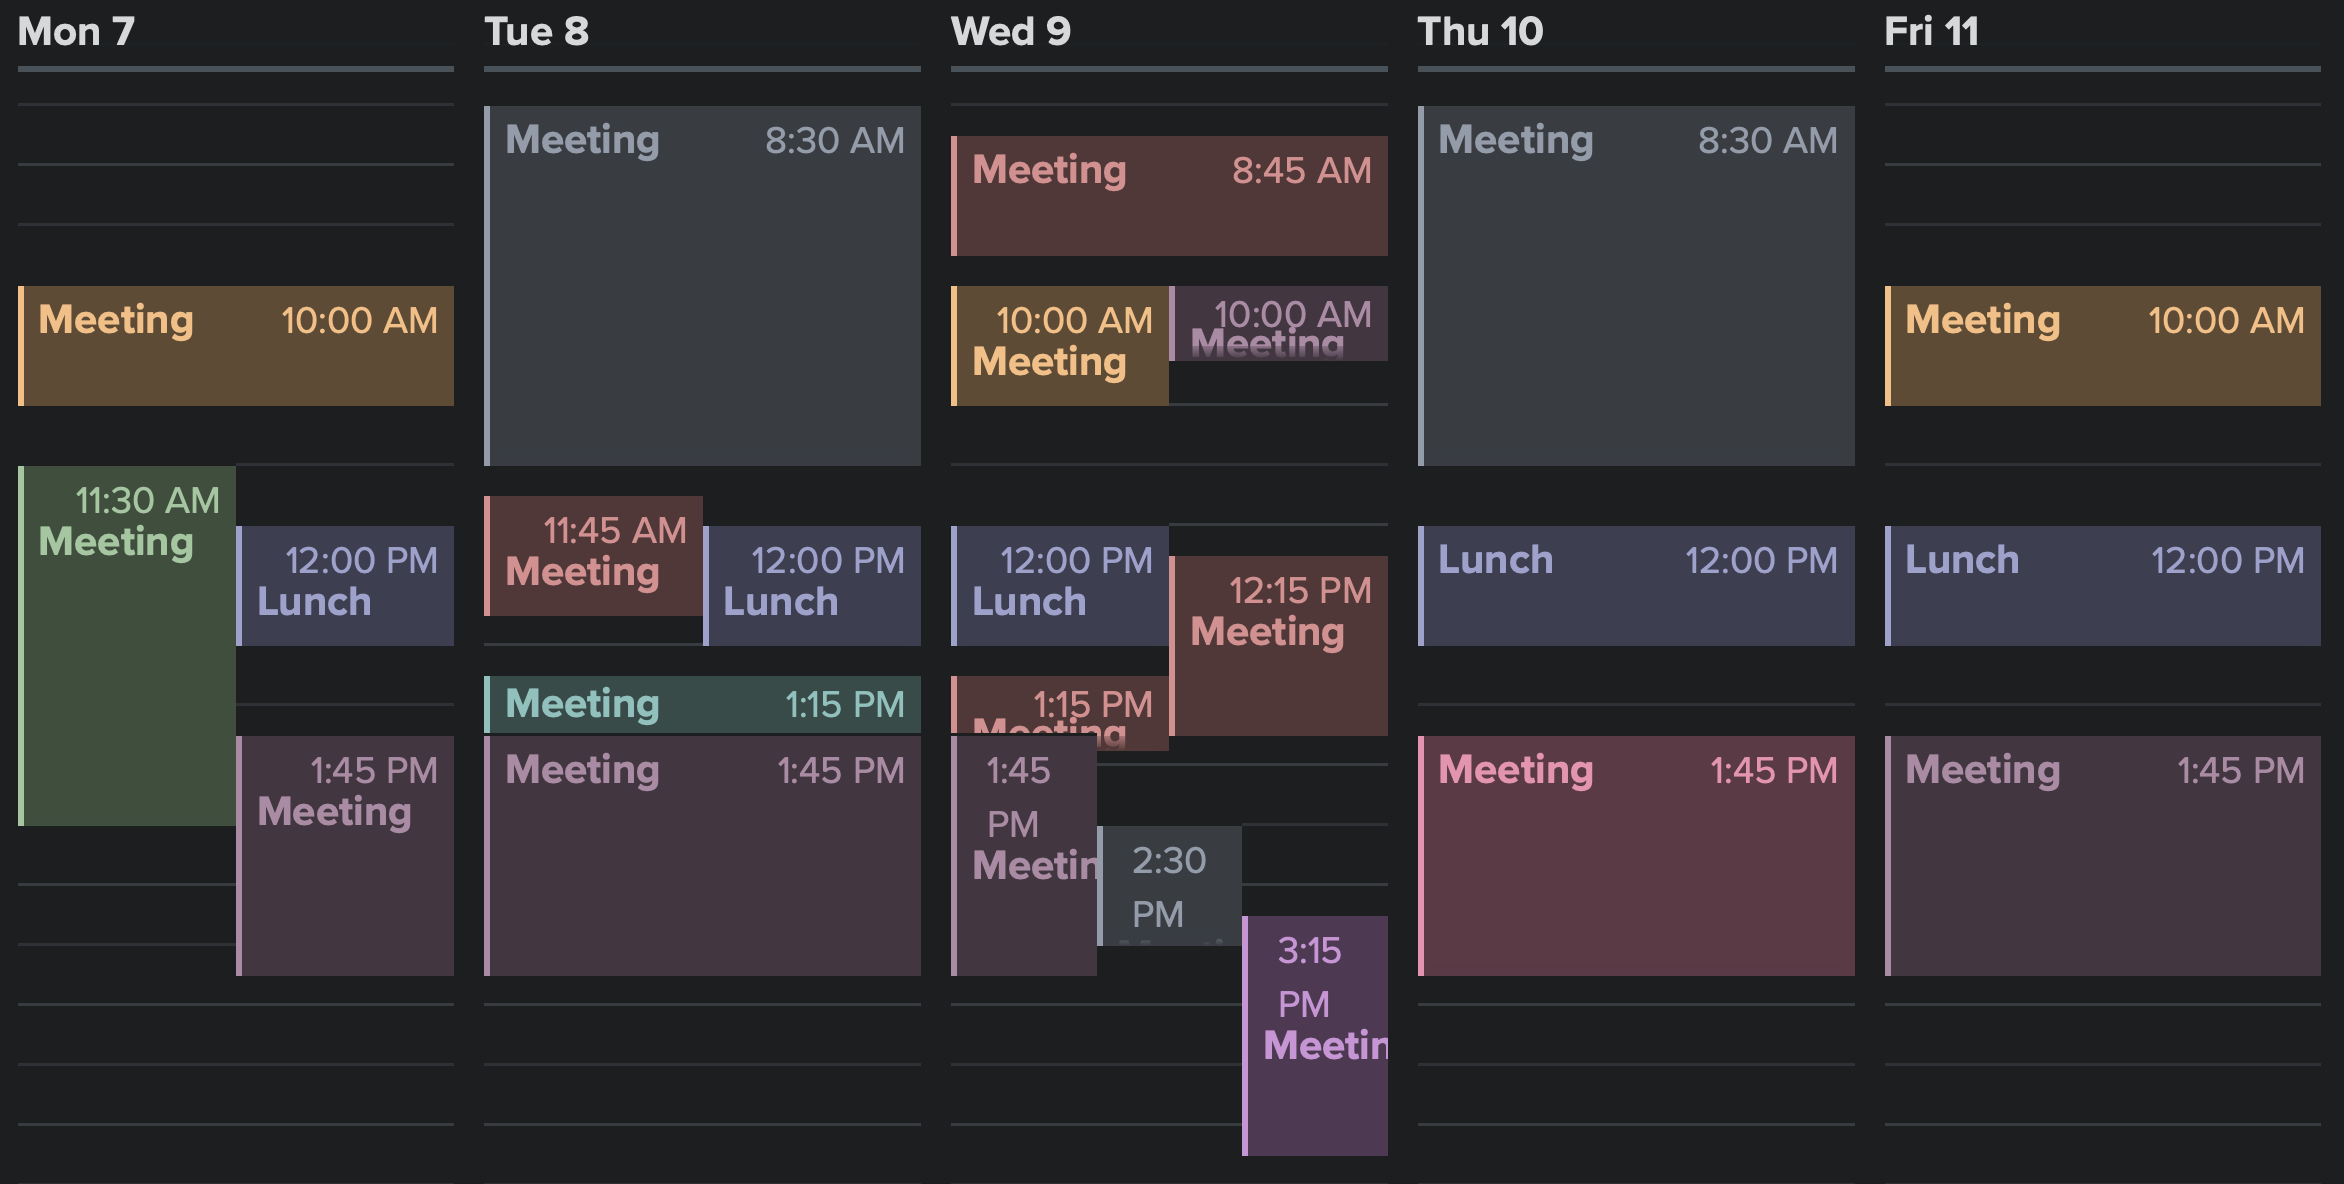 Mon 7
Meeting 10:00 AM
11:30 AM
Meeting
12:00 PM
Lunch
1:45 PM
Meeting
Tue 8
Meeting 8:30 AM
11:45 AM
Meeting
12:00 PM
Lunch
Meeting 1:15 PM
Meeting 1:45 PM
Wed 9
Meeting 8:45 AM
10:00 AM
Meeting
10:00 AM
Meeting
12:00 PM
Lunch
12:15 PM
Meeting
1:15 PM
Meeting
1:45
PM
Meetin
2:30
PM
3:15
PM
Meetin
Thu 10
Meeting 8:30 AM
Lunch 12:00 PM
Meeting 1:45 PM
Fri 11
Meeting 10:00 AM
Lunch 12:00 PM
Meeting 1:45 PM